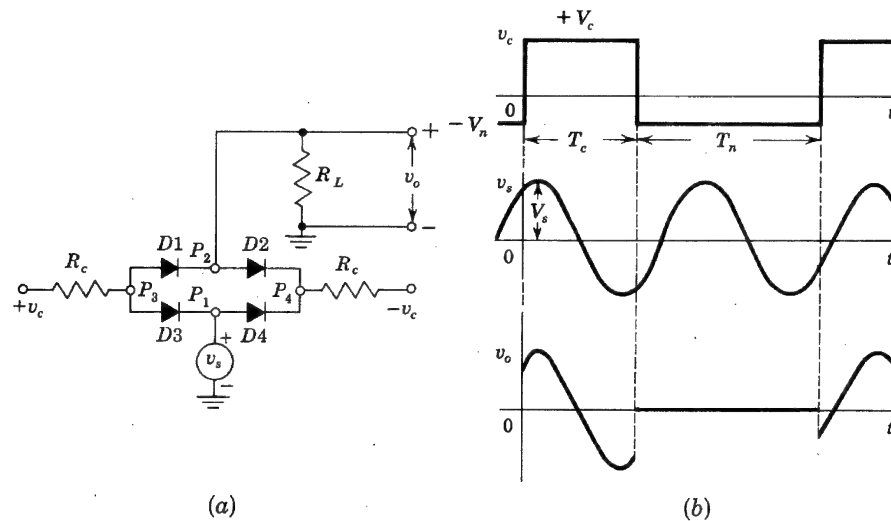 + V_c
v_c
0
t
− V_n
T_c
T_n
+
R_L
v_o
−
v_s
V_s
0
t
D1
P_2
D2
R_c
P_3
P_1
P_4
R_c
+v_c
−v_c
D3
D4
+
v_s
−
v_o
0
t
(a)
(b)